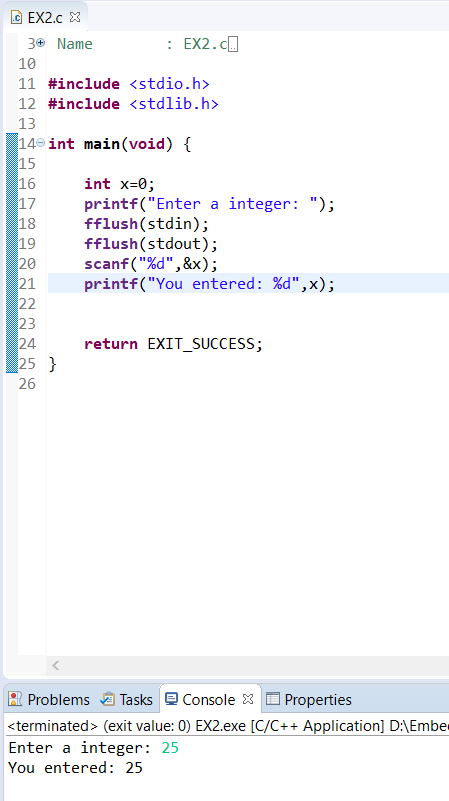 EX2.c
3 Name : EX2.c
10
11 #include <stdio.h>
12 #include <stdlib.h>
13
14 int main(void) {
15
16 int x=0;
17 printf("Enter a integer: ");
18 fflush(stdin);
19 fflush(stdout);
20 scanf("%d",&x);
21 printf("You entered: %d",x);
22
23
24 return EXIT_SUCCESS;
25 }
26
Problems Tasks Console Properties
<terminated> (exit value: 0) EX2.exe [C/C++ Application] D:\Embe
Enter a integer: 25
You entered: 25